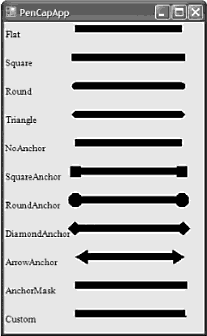 PenCapApp
Flat
Square
Round
Triangle
NoAnchor
SquareAnchor
RoundAnchor
DiamondAnchor
ArrowAnchor
AnchorMask
Custom